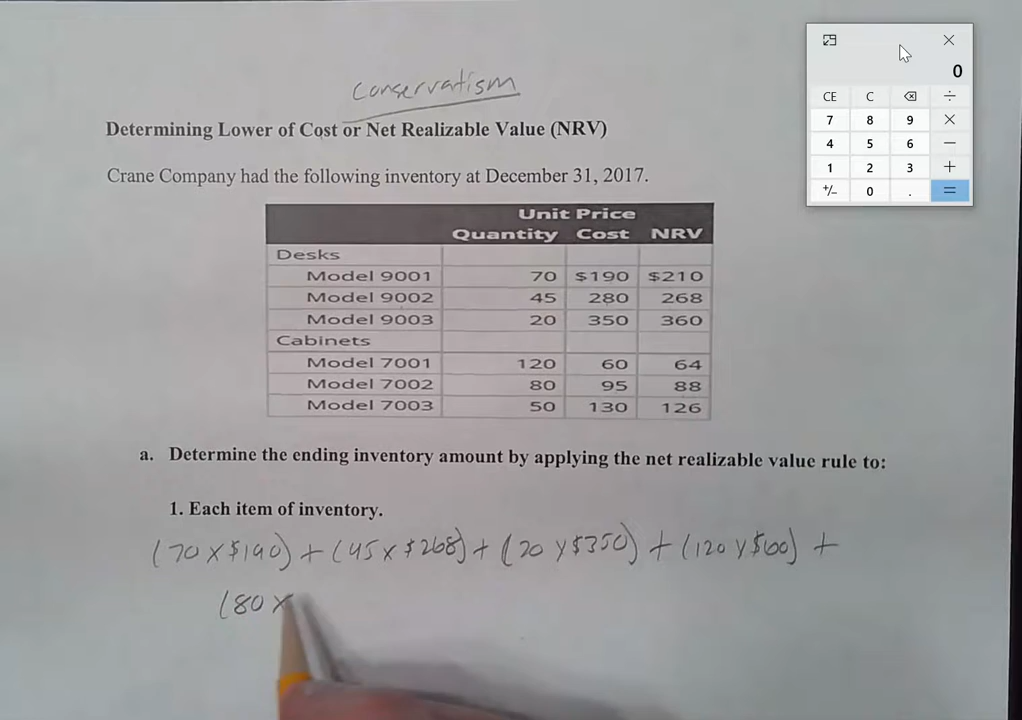 conservatism
Determining Lower of Cost or Net Realizable Value (NRV)
Crane Company had the following inventory at December 31, 2017.
Unit Price
Quantity Cost NRV
Desks
Model 9001 70 $190 $210
Model 9002 45 280 268
Model 9003 20 350 360
Cabinets
Model 7001 120 60 64
Model 7002 80 95 88
Model 7003 50 130 126
a. Determine the ending inventory amount by applying the net realizable value rule to:
1. Each item of inventory.
(70 x $190) + (45 x $268) + (20 x $350) + (120 x $60) +
(80 x
0
CE C ÷
7 8 9 ×
4 5 6 −
1 2 3 +
+/- 0 . =